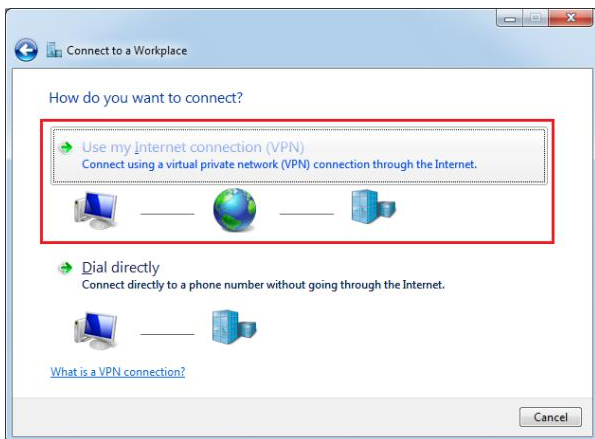 Connect to a Workplace
How do you want to connect?
Use my Internet connection (VPN)
Connect using a virtual private network (VPN) connection through the Internet.
Dial directly
Connect directly to a phone number without going through the Internet.
What is a VPN connection?
Cancel